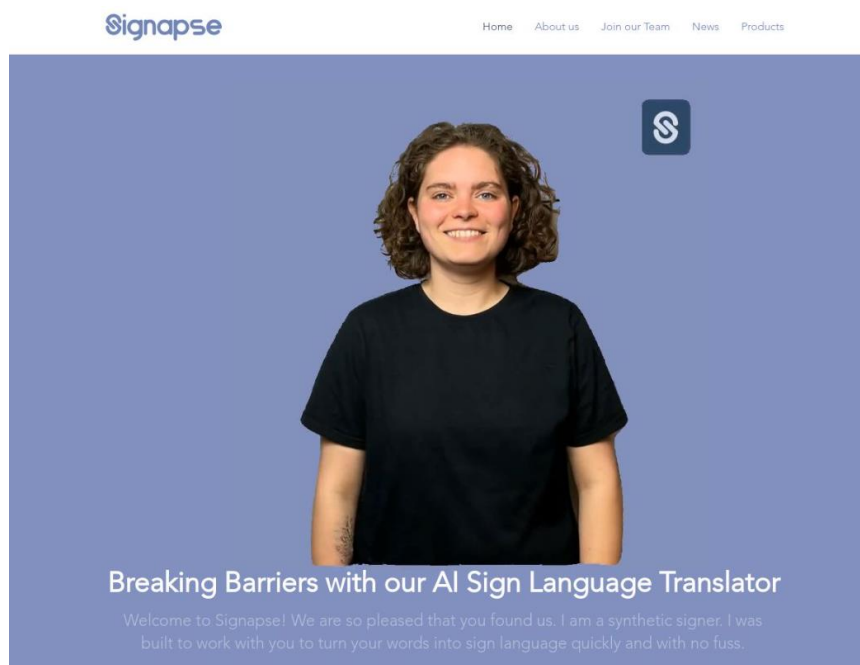 Signapse
Home About us Join our Team News Products
Breaking Barriers with our AI Sign Language Translator
Welcome to Signapse! We are so pleased that you found us. I am a synthetic signer. I was
built to work with you to turn your words into sign language quickly and with no fuss.